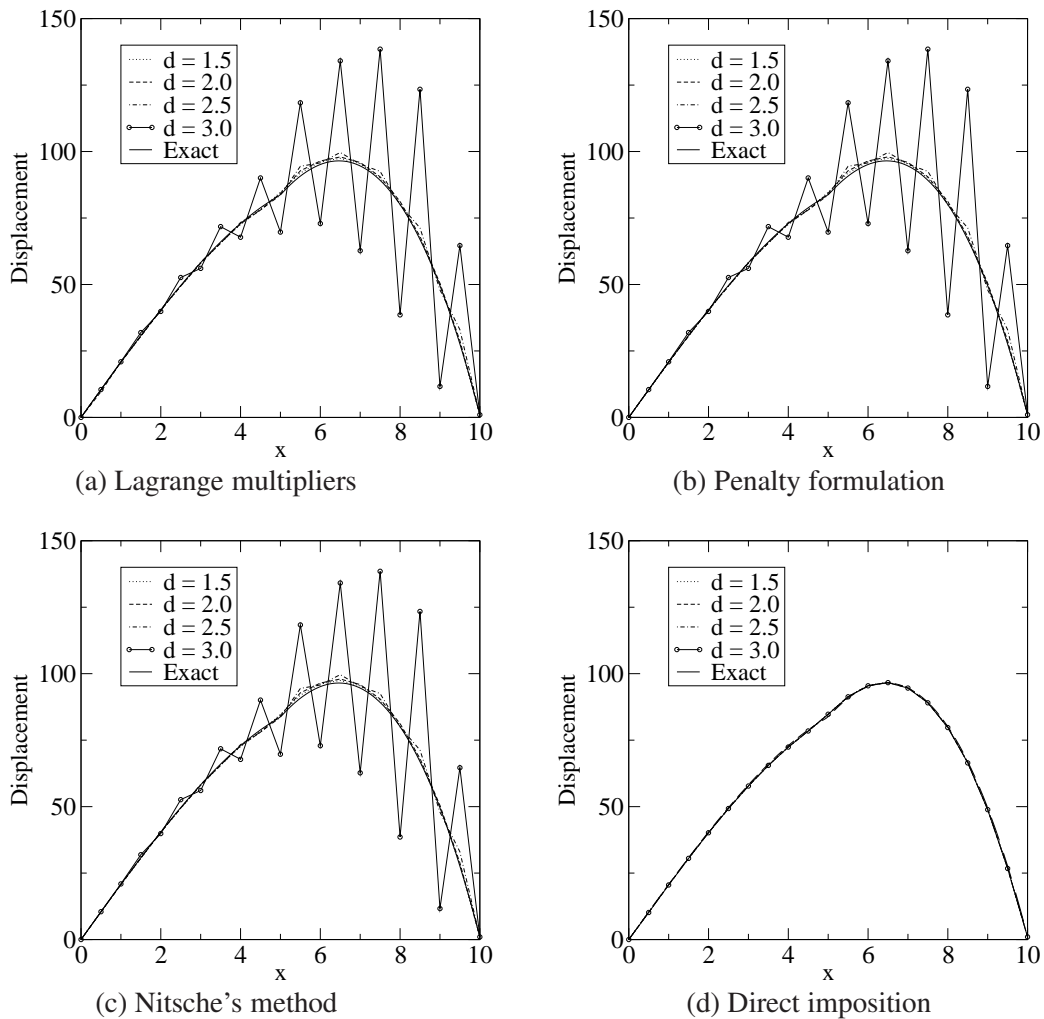 150
100
50
0
Displacement
d = 1.5
d = 2.0
d = 2.5
d = 3.0
Exact
0 2 4 6 8 10
x
(a) Lagrange multipliers
150
100
50
0
Displacement
d = 1.5
d = 2.0
d = 2.5
d = 3.0
Exact
0 2 4 6 8 10
x
(b) Penalty formulation
150
100
50
0
Displacement
d = 1.5
d = 2.0
d = 2.5
d = 3.0
Exact
0 2 4 6 8 10
x
(c) Nitsche's method
150
100
50
0
Displacement
d = 1.5
d = 2.0
d = 2.5
d = 3.0
Exact
0 2 4 6 8 10
x
(d) Direct imposition